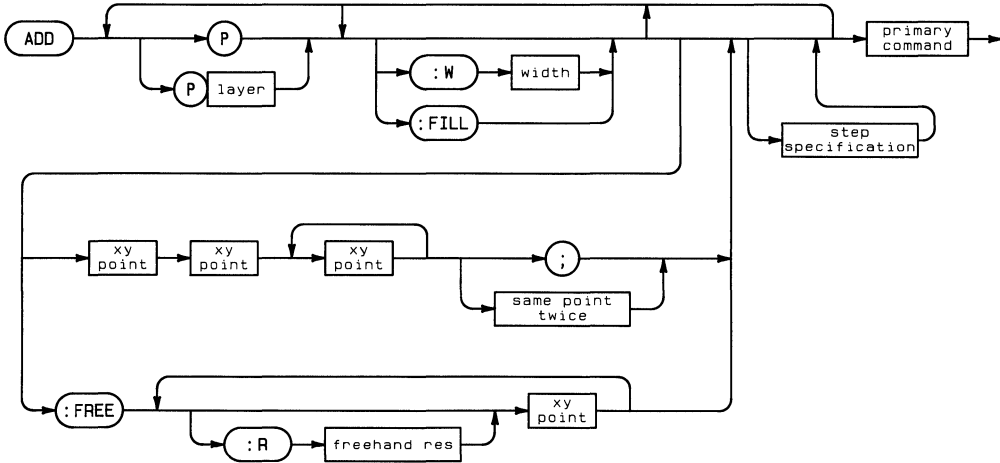 ADD
P
primary
command
P layer
:W width
:FILL
step
specification
xy
point
xy
point
xy
point
;
same point
twice
:FREE
xy
point
:R freehand res